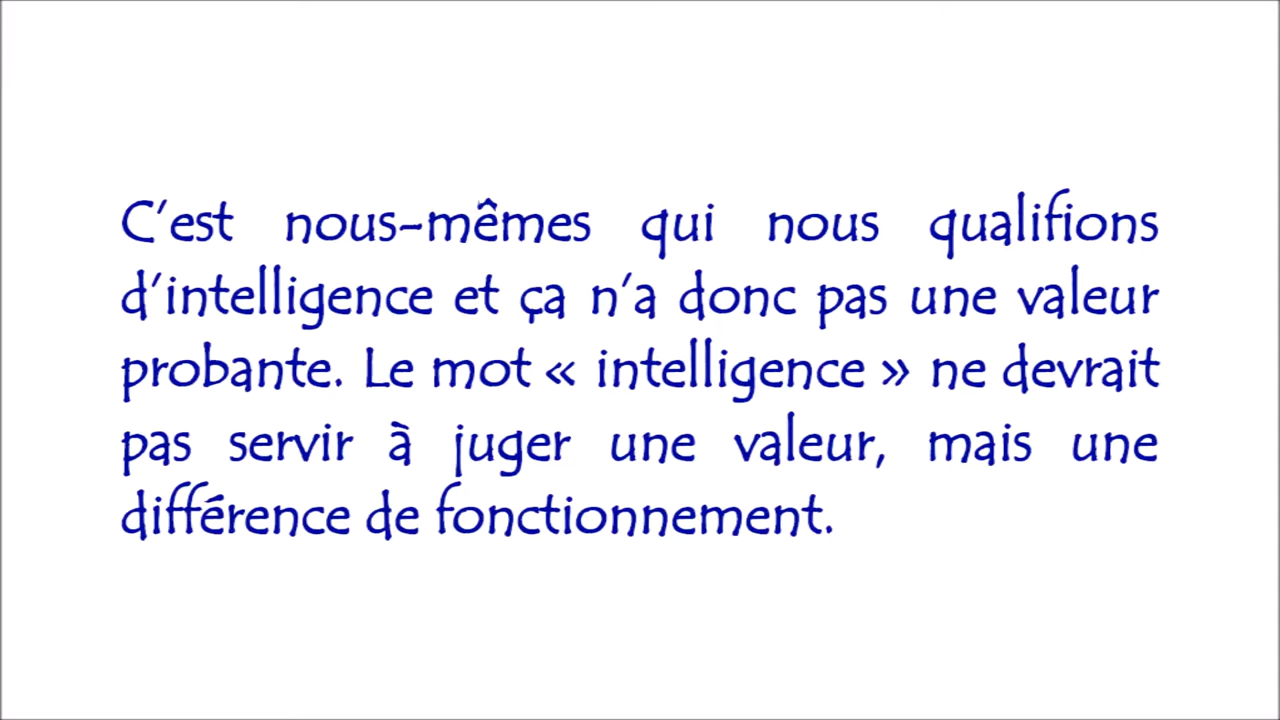 C’est nous-mêmes qui nous qualifions
d’intelligence et ça n’a donc pas une valeur
probante. Le mot « intelligence » ne devrait
pas servir à juger une valeur, mais une
différence de fonctionnement.